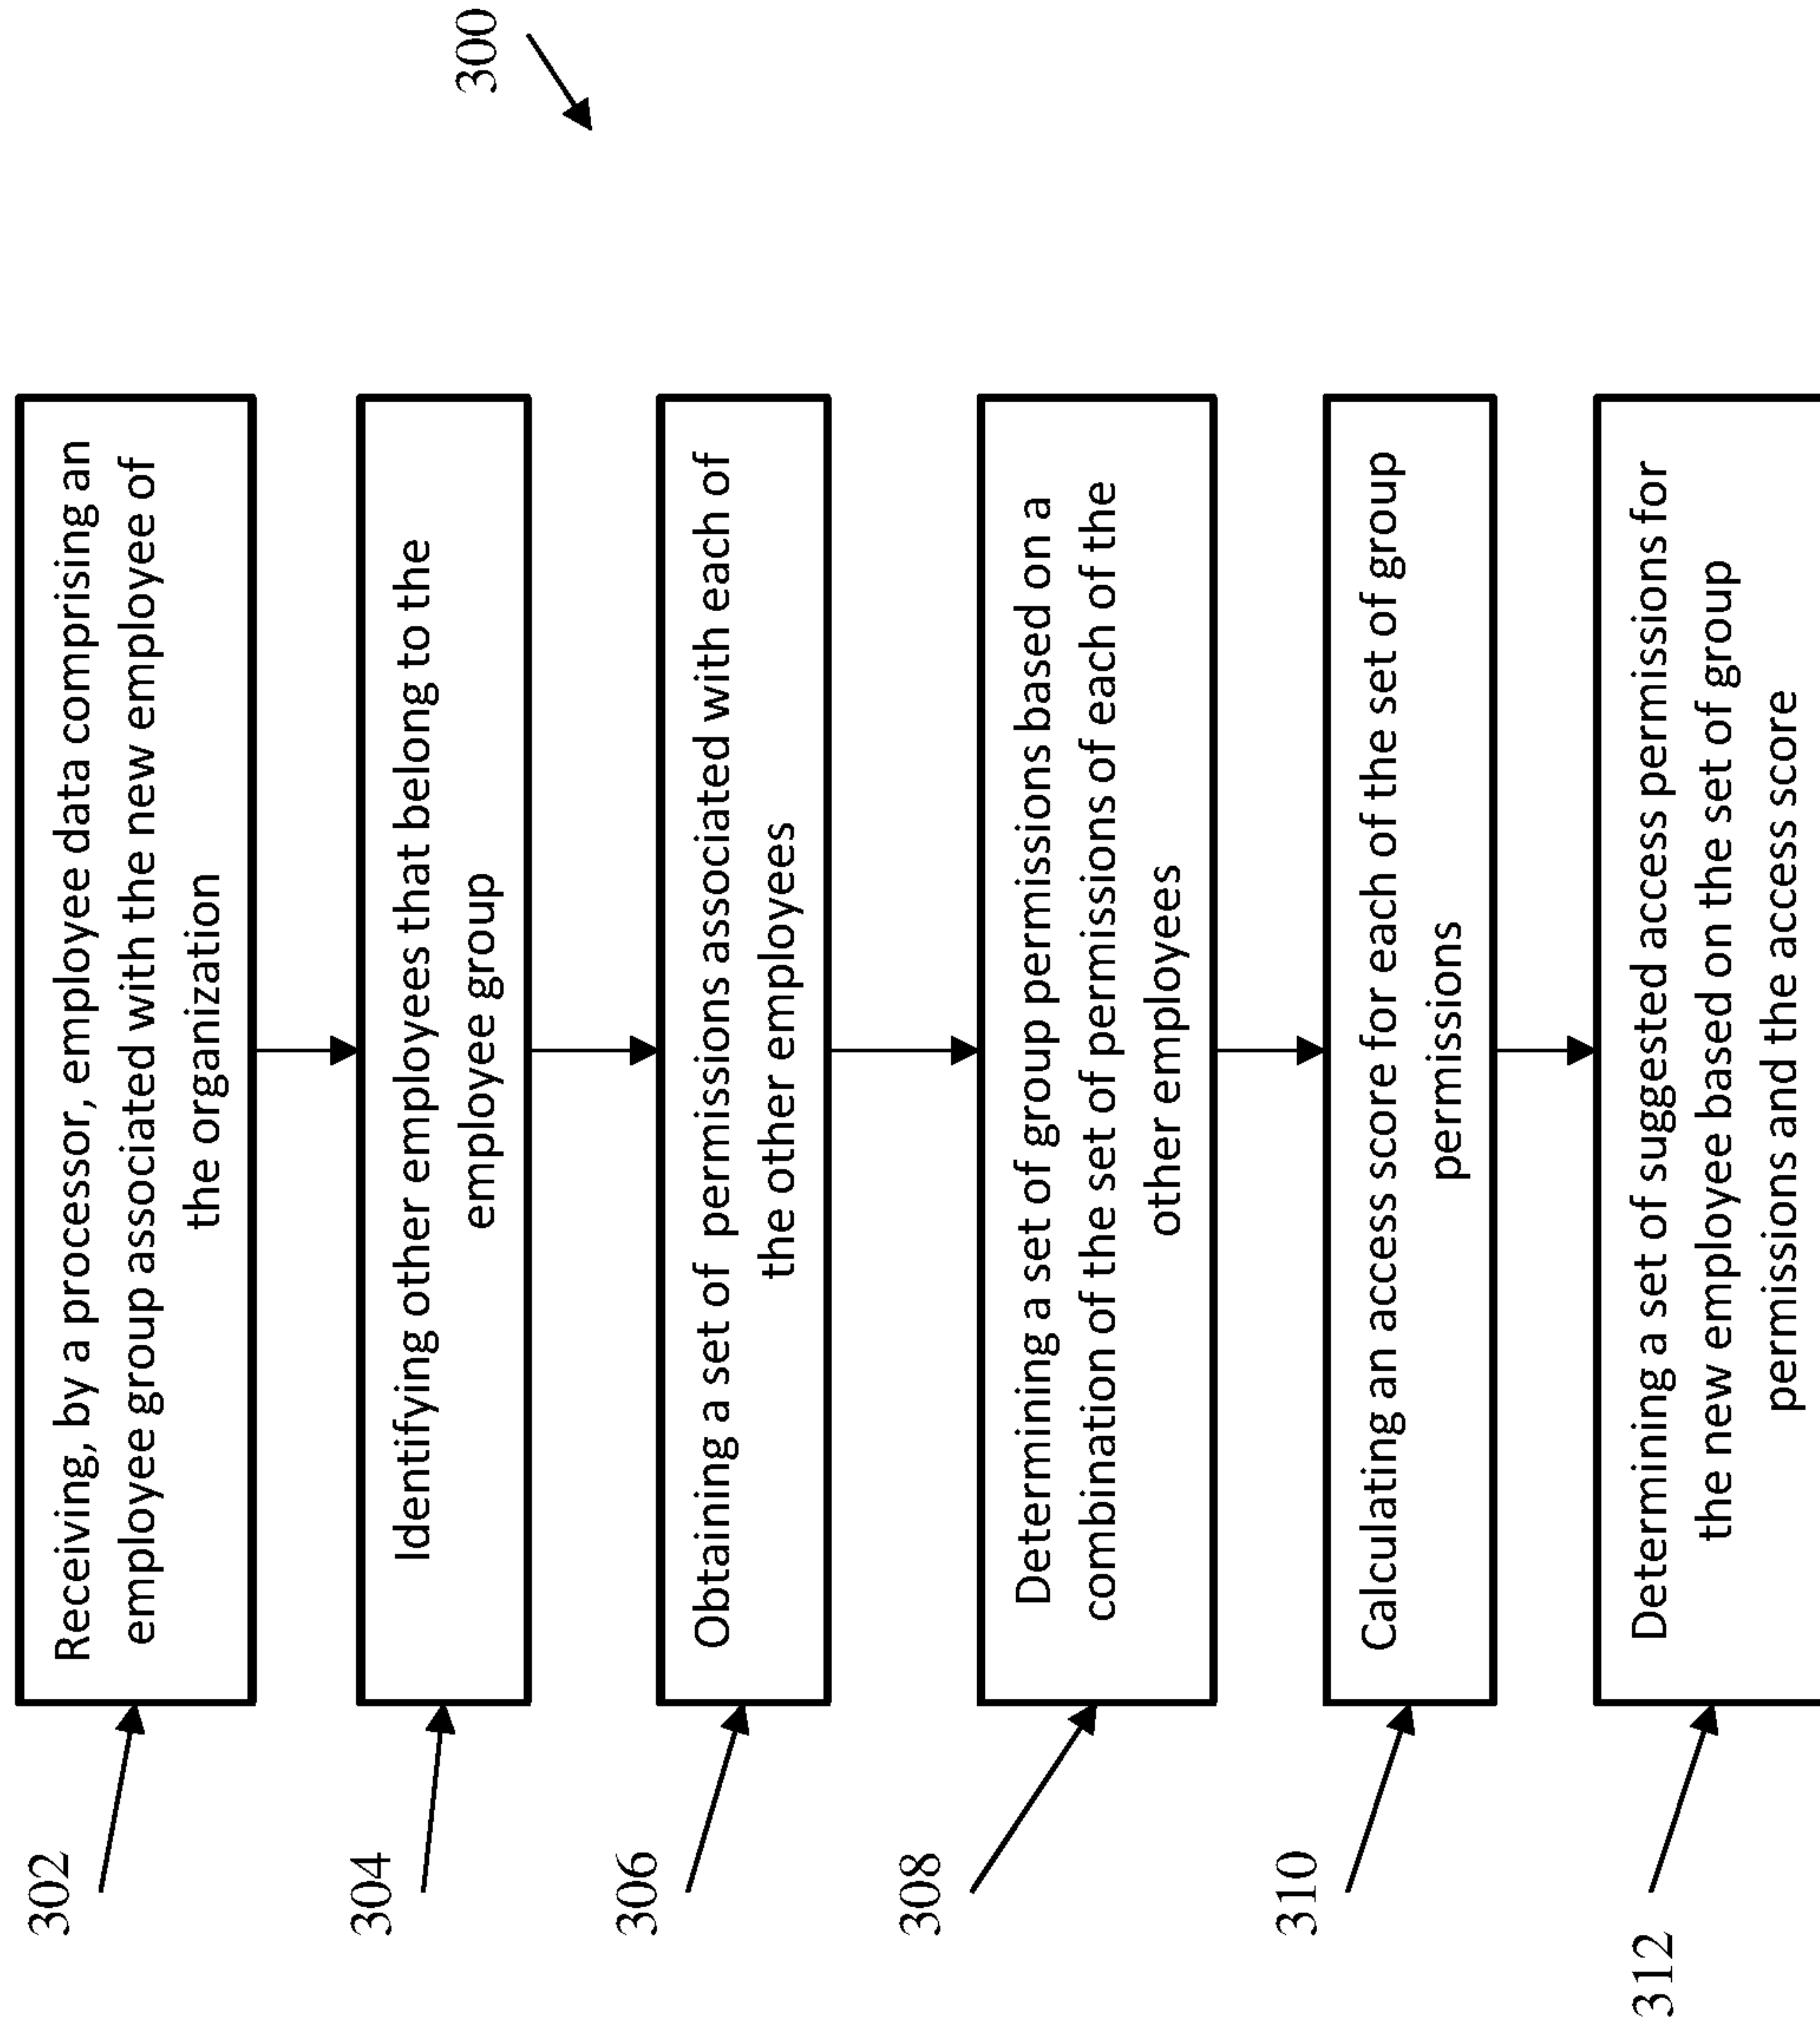 300
302
Receiving, by a processor, employee data comprising an
employee group associated with the new employee of
the organization
304
Identifying other employees that belong to the
employee group
306
Obtaining a set of permissions associated with each of
the other employees
308
Determining a set of group permissions based on a
combination of the set of permissions of each of the
other employees
310
Calculating an access score for each of the set of group
permissions
312
Determining a set of suggested access permissions for
the new employee based on the set of group
permissions and the access score